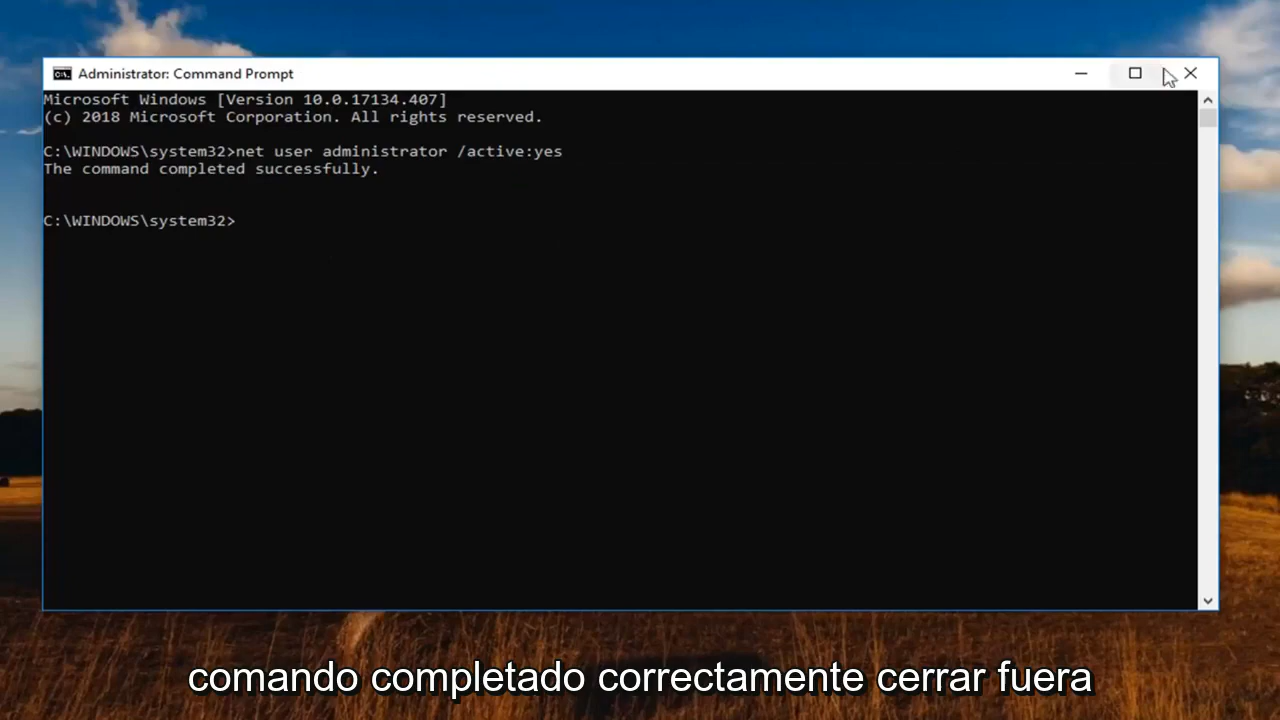 Administrator: Command Prompt
Microsoft Windows [Version 10.0.17134.407]
(c) 2018 Microsoft Corporation. All rights reserved.
C:\WINDOWS\system32>net user administrator /active:yes
The command completed successfully.
C:\WINDOWS\system32>
comando completado correctamente cerrar fuera